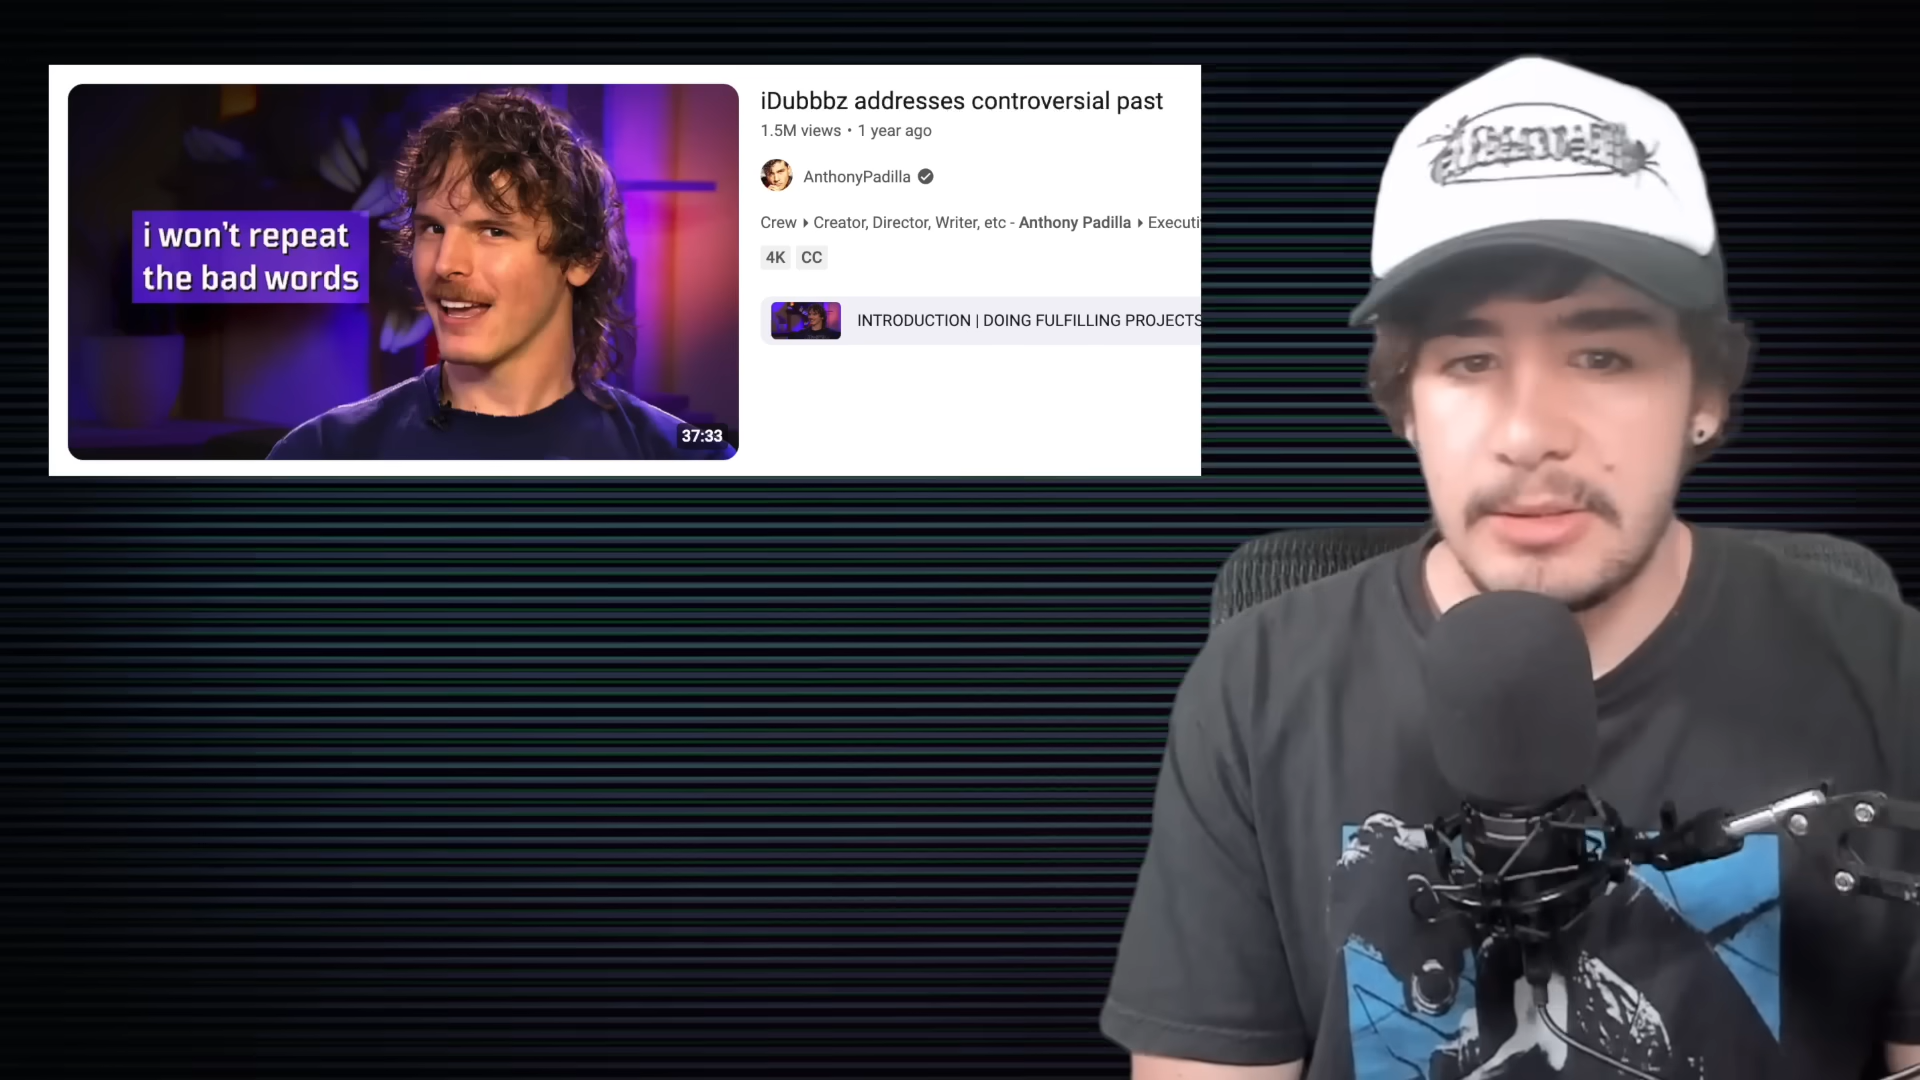 i won't repeat
the bad words
37:33
iDubbbz addresses controversial past
1.5M views • 1 year ago
AnthonyPadilla
Crew ▸ Creator, Director, Writer, etc - Anthony Padilla ▸ Executi
4K CC
INTRODUCTION | DOING FULFILLING PROJECTS